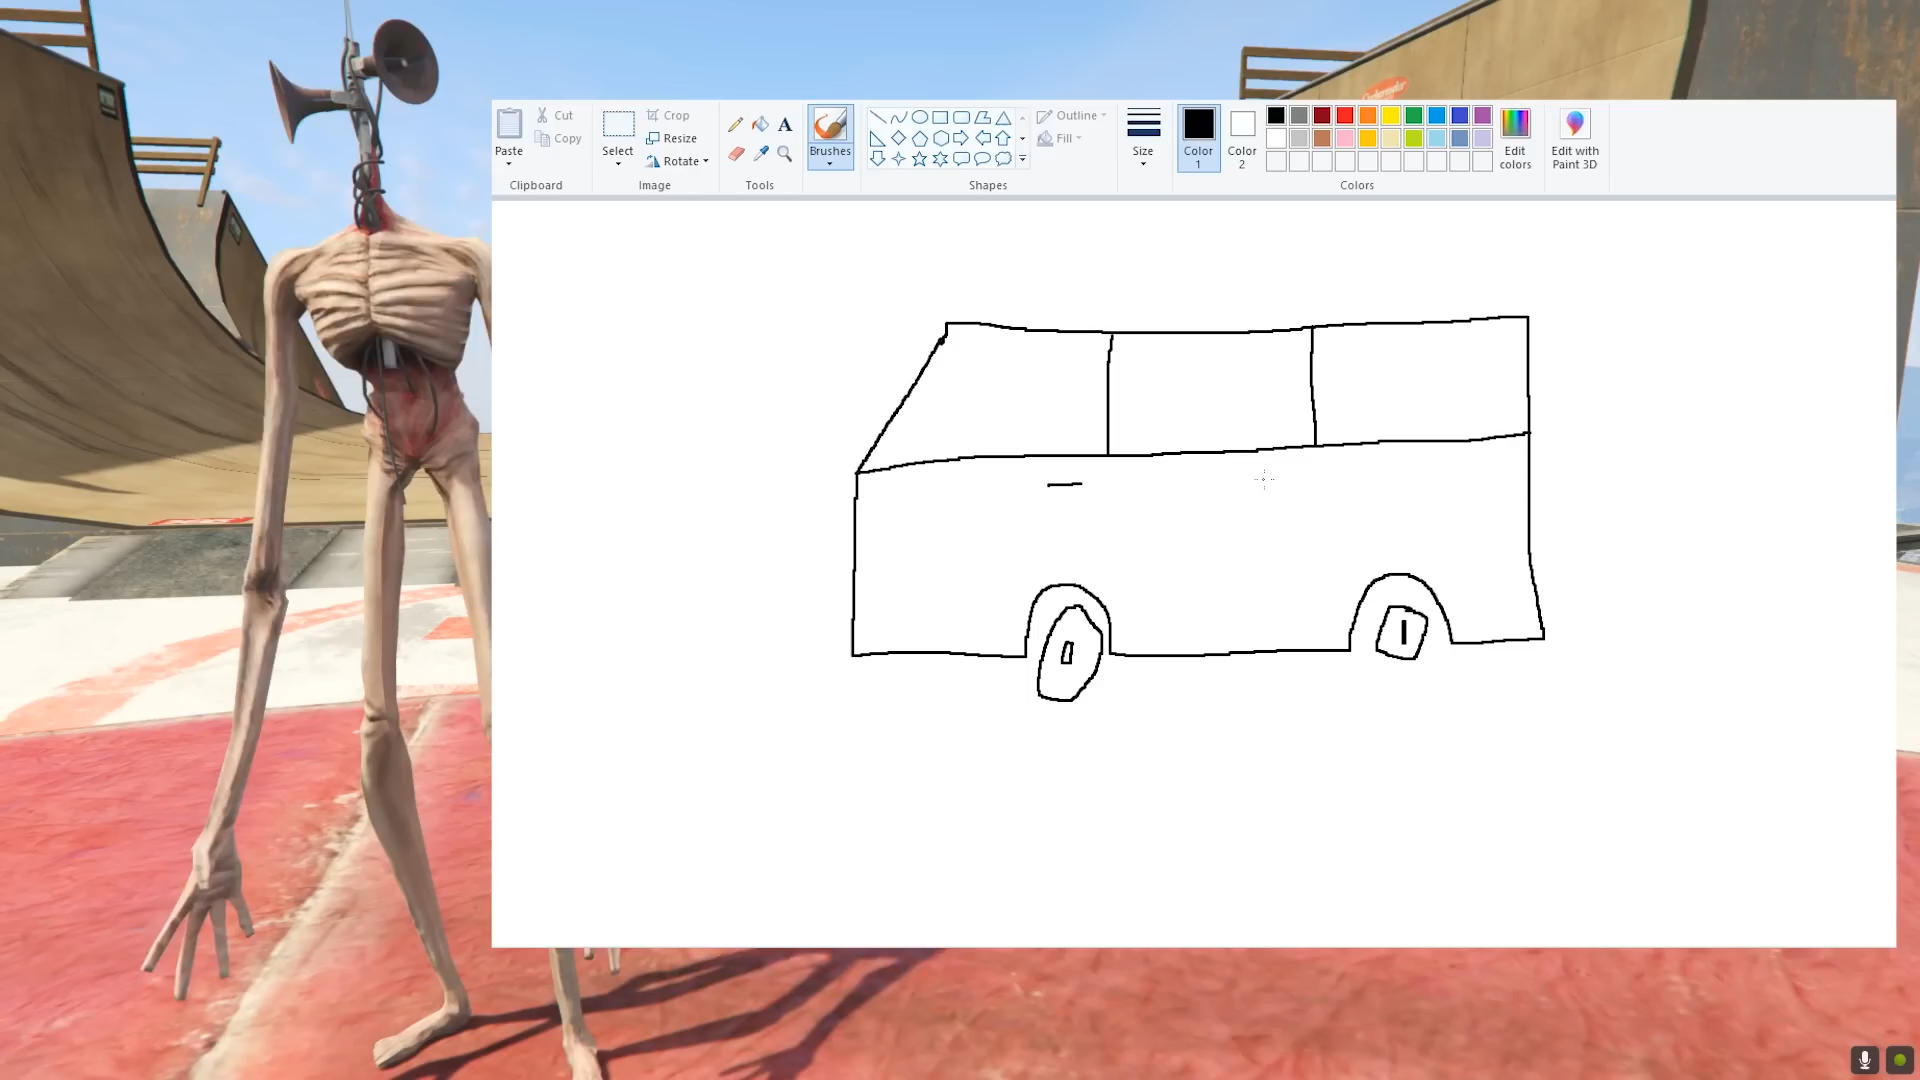 Cut
Crop
Outline
Copy
Resize
Fill
Paste
Select
Rotate
A
Brushes
Size
Color
1
Color
2
Edit
colors
Edit with
Paint 3D
Clipboard
Image
Tools
Shapes
Colors